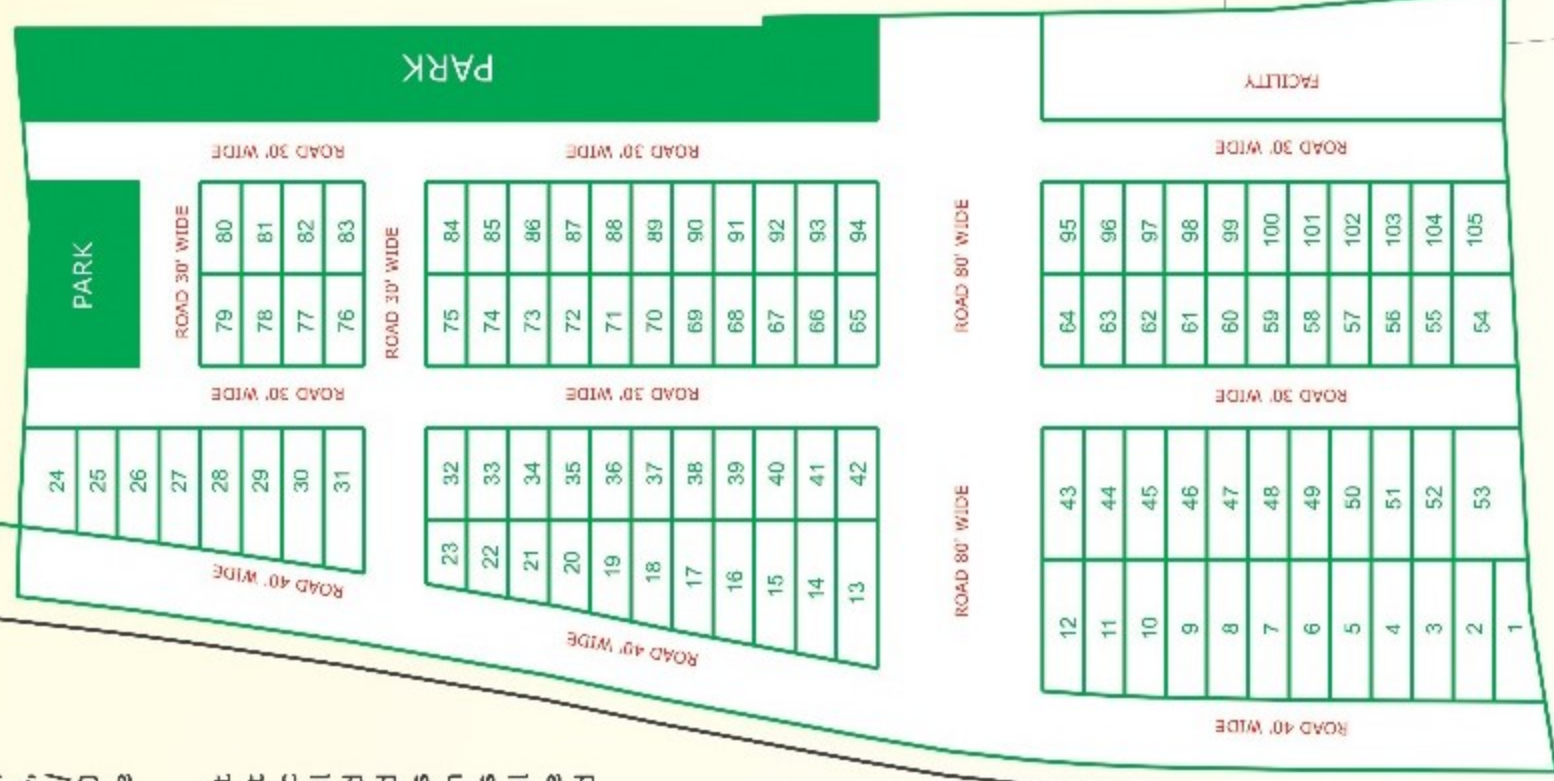 PARK
FACILITY
ROAD 30' WIDE
ROAD 30' WIDE
ROAD 30' WIDE
PARK
ROAD 30' WIDE
80 81 82 83
ROAD 30' WIDE
84 85 86 87 88 89 90 91 92 93 94
ROAD 80' WIDE
95 96 97 98 99 100 101 102 103 104 105
79 78 77 76
75 74 73 72 71 70 69 68 67 66 65
64 63 62 61 60 59 58 57 56 55 54
ROAD 30' WIDE
ROAD 30' WIDE
ROAD 30' WIDE
24 25 26 27 28 29 30 31
32 33 34 35 36 37 38 39 40 41 42
43 44 45 46 47 48 49 50 51 52 53
ROAD 80' WIDE
23 22 21 20 19 18 17 16 15 14 13
12 11 10 9 8 7 6 5 4 3 2 1
ROAD 40' WIDE
ROAD 40' WIDE
ROAD 40' WIDE